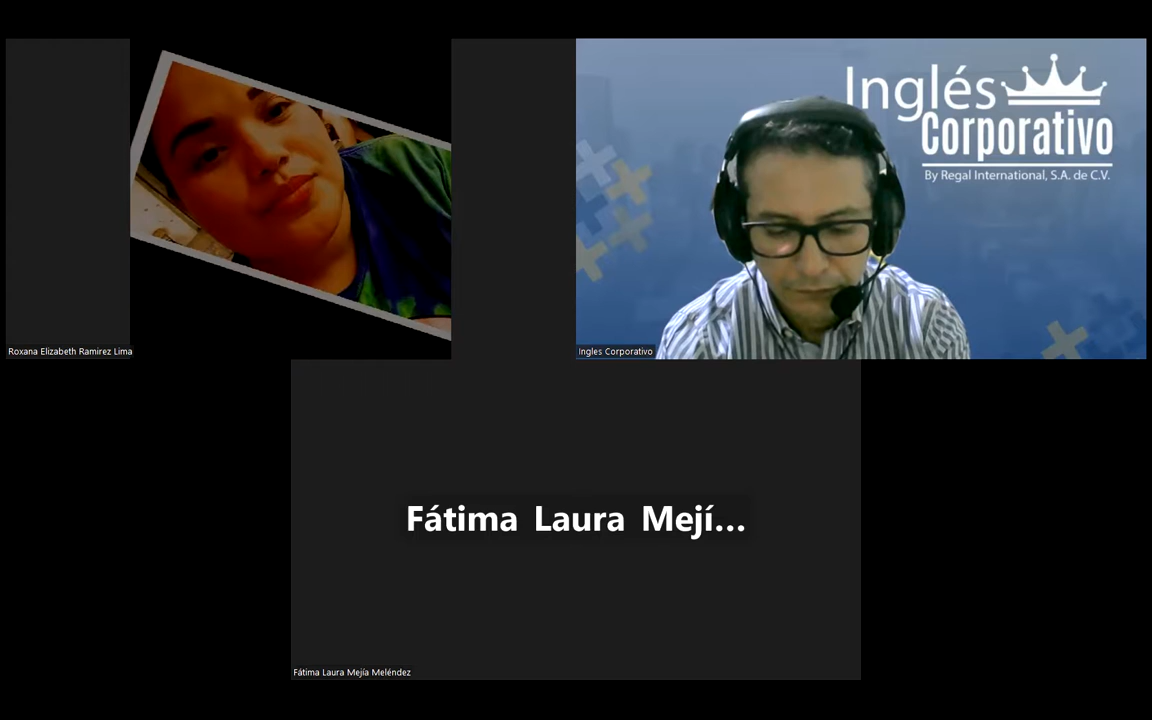 Inglés
Corporativo
By Regal International, S.A. de C.V.
Roxana Elizabeth Ramirez Lima
Ingles Corporativo
Fátima Laura Mejí...
Fátima Laura Mejía Meléndez